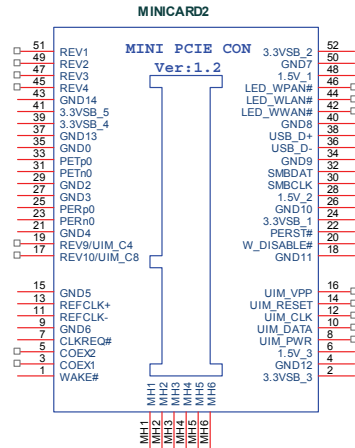 MINICARD2
MINI PCIE CON
Ver:1.2
51 REV1 3.3VSB_2 52
49 REV2 GND7 50
47 REV3 1.5V_1 48
45 REV4 LED_WPAN# 46
43 GND14 LED_WLAN# 44
41 3.3VSB_5 LED_WWAN# 42
39 3.3VSB_4 GND8 40
37 GND13 USB_D+ 38
35 GND0 USB_D- 36
33 PETp0 GND9 34
31 PETn0 SMBDAT 32
29 GND2 SMBCLK 30
27 GND3 1.5V_2 28
25 PERp0 GND10 26
23 PERn0 3.3VSB_1 24
21 GND4 PERST# 22
19 REV9/UIM_C4 W_DISABLE# 20
17 REV10/UIM_C8 GND11 18
15 GND5 UIM_VPP 16
13 REFCLK+ UIM_RESET 14
11 REFCLK- UIM_CLK 12
9 GND6 UIM_DATA 10
7 CLKREQ# UIM_PWR 8
5 COEX2 1.5V_3 6
3 COEX1 GND12 4
1 WAKE# 3.3VSB_3 2
MH1 MH2 MH3 MH4 MH5 MH6
MH1 MH2 MH3 MH4 MH5 MH6